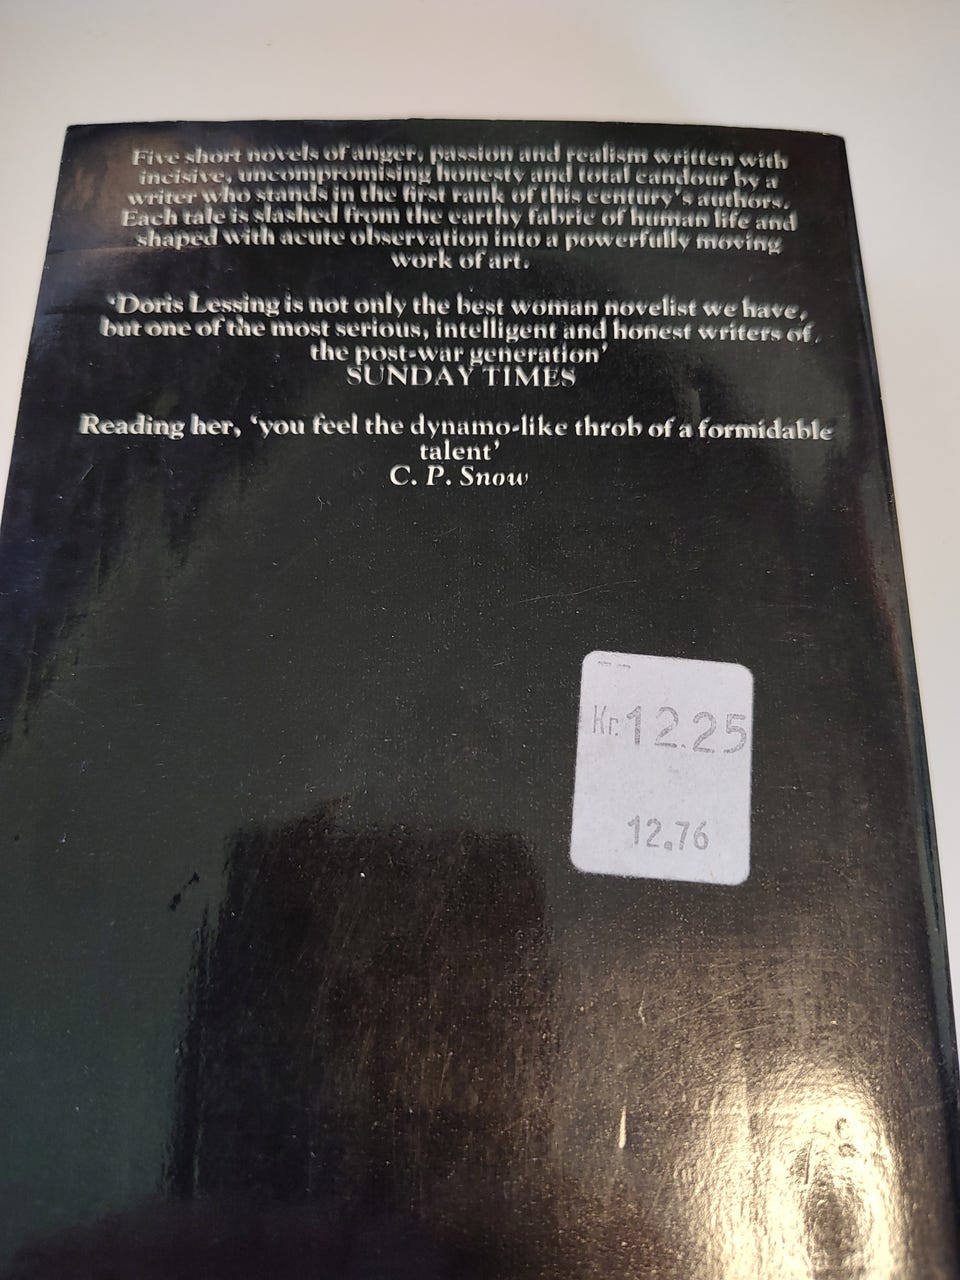 Five short novels of anger, passion and realism written with
incisive, uncompromising honesty and total candour by a
writer who stands in the first rank of this century's authors.
Each tale is slashed from the earthy fabric of human life and
shaped with acute observation into a powerfully moving
work of art.
'Doris Lessing is not only the best woman novelist we have,
but one of the most serious, intelligent and honest writers of
the post-war generation'
SUNDAY TIMES
Reading her, 'you feel the dynamo-like throb of a formidable
talent'
C. P. Snow
Kr. 12.25
12.76